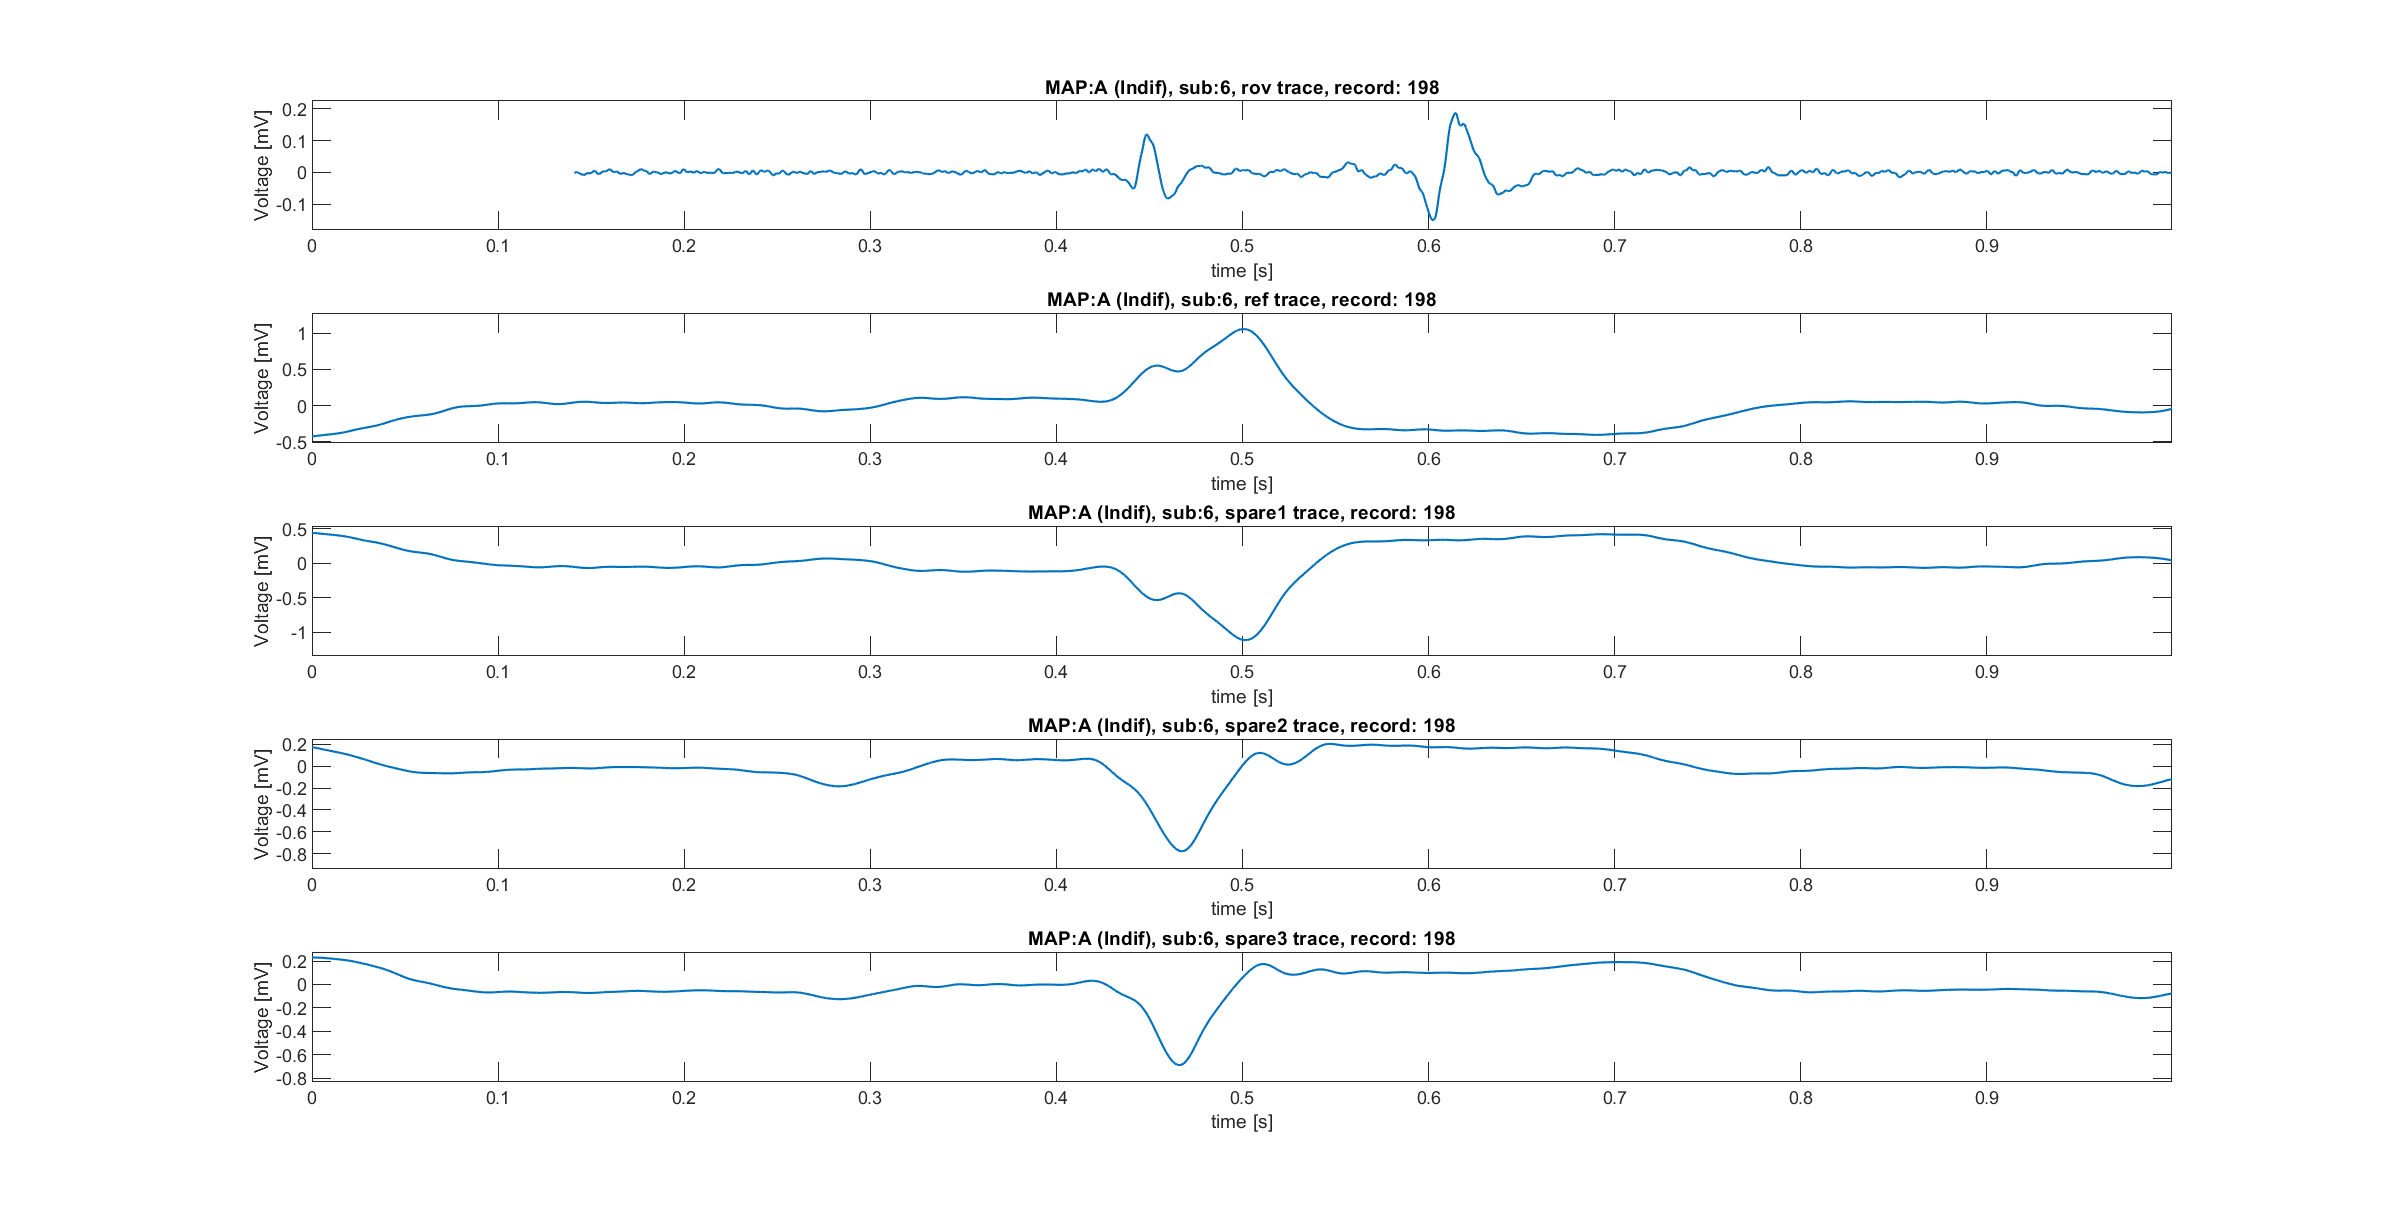 MAP:A (Indif), sub:6, rov trace, record: 198
Voltage [mV]
0.2
0.1
0
-0.1
0 0.1 0.2 0.3 0.4 0.5 0.6 0.7 0.8 0.9
time [s]
MAP:A (Indif), sub:6, ref trace, record: 198
Voltage [mV]
1
0.5
0
-0.5
0 0.1 0.2 0.3 0.4 0.5 0.6 0.7 0.8 0.9
time [s]
MAP:A (Indif), sub:6, spare1 trace, record: 198
Voltage [mV]
0.5
0
-0.5
-1
0 0.1 0.2 0.3 0.4 0.5 0.6 0.7 0.8 0.9
time [s]
MAP:A (Indif), sub:6, spare2 trace, record: 198
Voltage [mV]
0.2
0
-0.2
-0.4
-0.6
-0.8
0 0.1 0.2 0.3 0.4 0.5 0.6 0.7 0.8 0.9
time [s]
MAP:A (Indif), sub:6, spare3 trace, record: 198
Voltage [mV]
0.2
0
-0.2
-0.4
-0.6
-0.8
0 0.1 0.2 0.3 0.4 0.5 0.6 0.7 0.8 0.9
time [s]